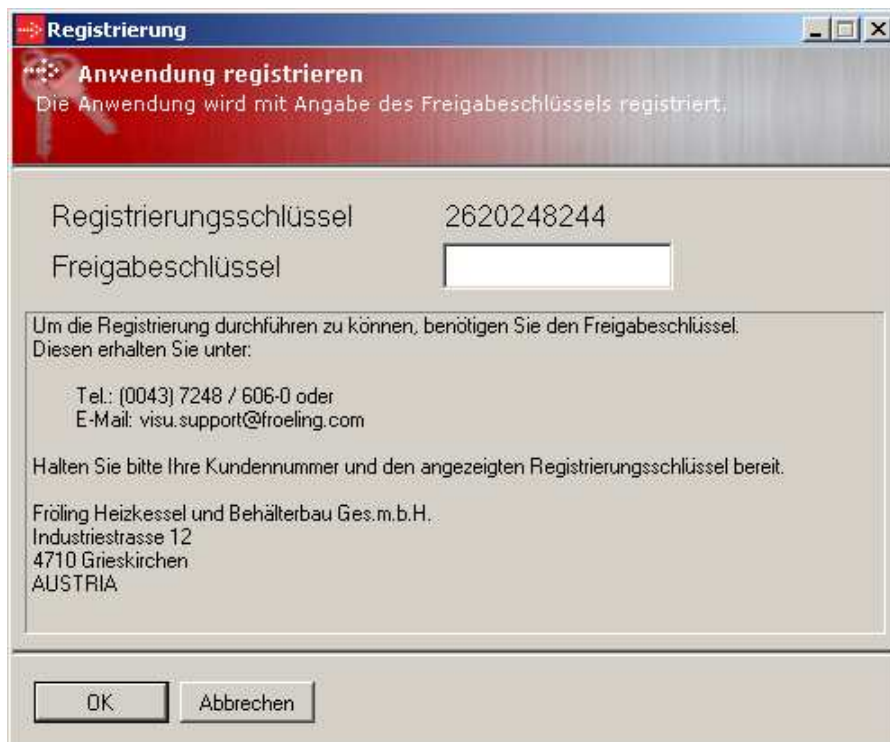 Registrierung
Anwendung registrieren
Die Anwendung wird mit Angabe des Freigabeschlüssels registriert.
Registrierungsschlüssel 2620248244
Freigabeschlüssel
Um die Registrierung durchführen zu können, benötigen Sie den Freigabeschlüssel.
Diesen erhalten Sie unter:
Tel.: (0043) 7248 / 606-0 oder
E-Mail: visu.support@froeling.com
Halten Sie bitte Ihre Kundennummer und den angezeigten Registrierungsschlüssel bereit.
Fröling Heizkessel und Behälterbau Ges.m.b.H.
Industriestrasse 12
4710 Grieskirchen
AUSTRIA
OK Abbrechen